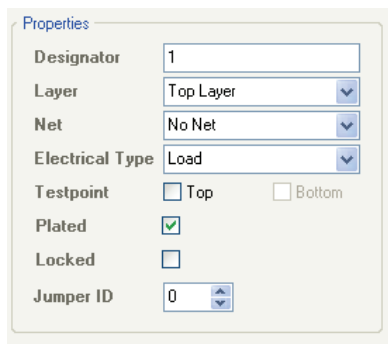 Properties
Designator 1
Layer Top Layer
Net No Net
Electrical Type Load
Testpoint Top Bottom
Plated
Locked
Jumper ID 0